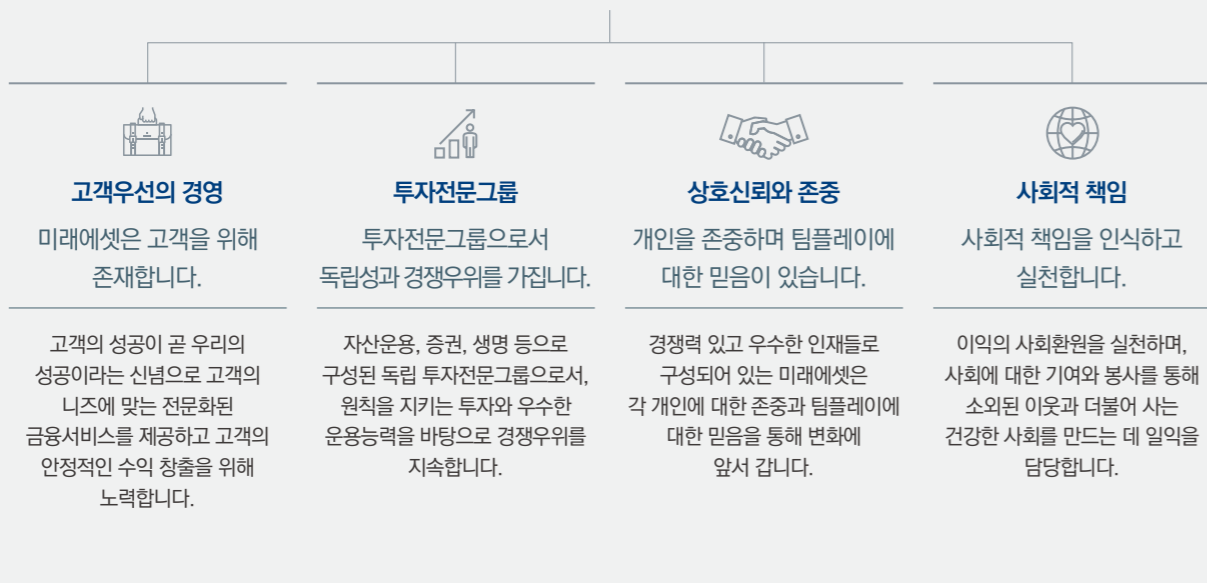 고객우선의 경영
미래에셋은 고객을 위해
존재합니다.
고객의 성공이 곧 우리의
성공이라는 신념으로 고객의
니즈에 맞는 전문화된
금융서비스를 제공하고 고객의
안정적인 수익 창출을 위해
노력합니다.
투자전문그룹
투자전문그룹으로서
독립성과 경쟁우위를 가집니다.
자산운용, 증권, 생명 등으로
구성된 독립 투자전문그룹으로서,
원칙을 지키는 투자와 우수한
운용능력을 바탕으로 경쟁우위를
지속합니다.
상호신뢰와 존중
개인을 존중하며 팀플레이에
대한 믿음이 있습니다.
경쟁력 있고 우수한 인재들로
구성되어 있는 미래에셋은
각 개인에 대한 존중과 팀플레이에
대한 믿음을 통해 변화에
앞서 갑니다.
사회적 책임
사회적 책임을 인식하고
실천합니다.
이익의 사회환원을 실천하며,
사회에 대한 기여와 봉사를 통해
소외된 이웃과 더불어 사는
건강한 사회를 만드는 데 일익을
담당합니다.